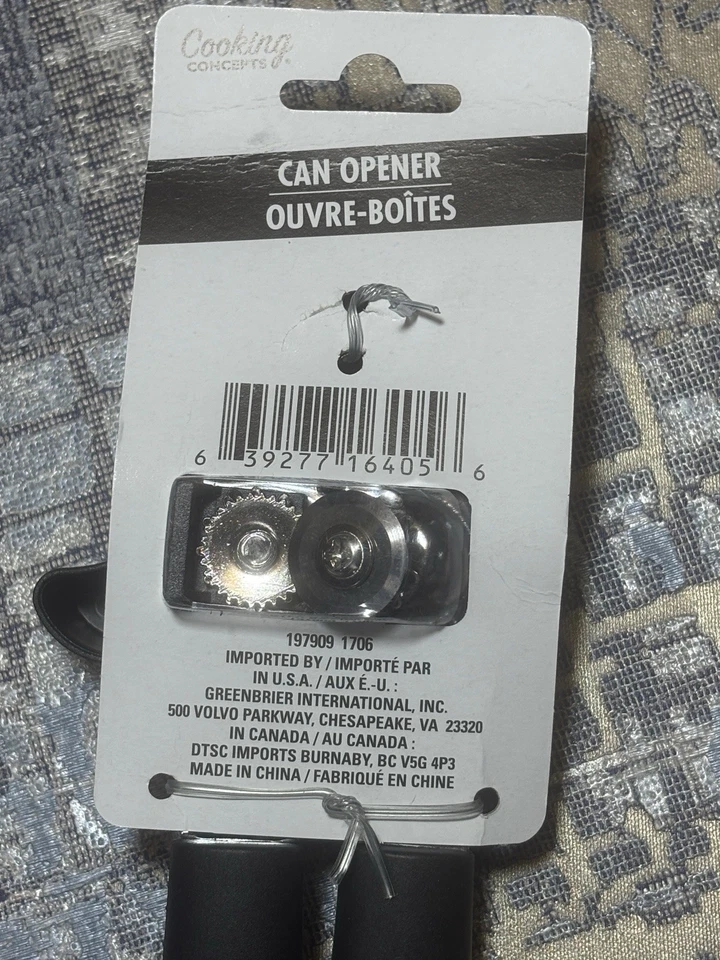 Cooking
CONCEPTS®
CAN OPENER
OUVRE-BOÎTES
6 39277 16405 6
197909 1706
IMPORTED BY / IMPORTÉ PAR
IN U.S.A. / AUX É.-U. :
GREENBRIER INTERNATIONAL, INC.
500 VOLVO PARKWAY, CHESAPEAKE, VA 23320
IN CANADA / AU CANADA :
DTSC IMPORTS BURNABY, BC V5G 4P3
MADE IN CHINA / FABRIQUÉ EN CHINE